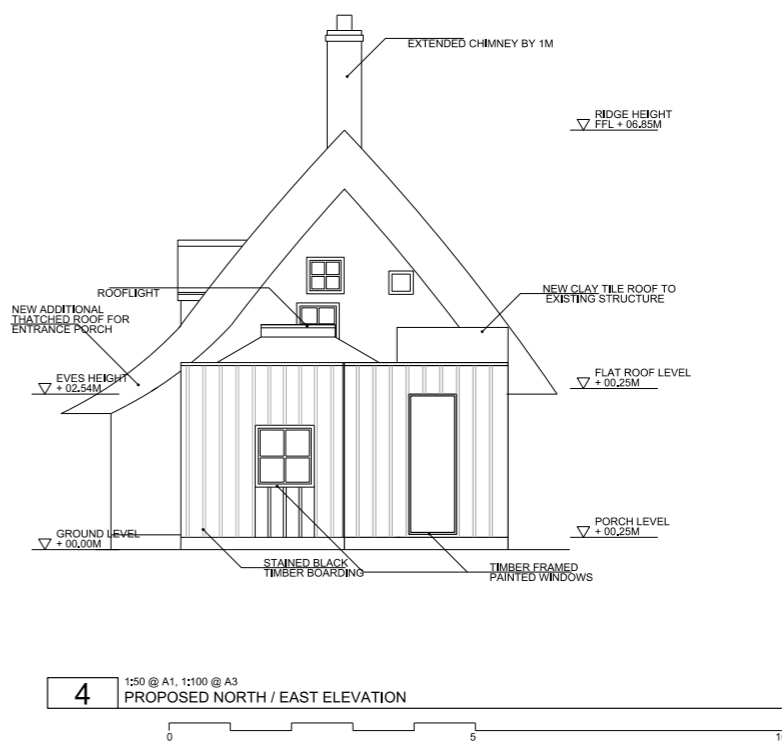 EXTENDED CHIMNEY BY 1M
RIDGE HEIGHT
FFL + 06.85M
ROOFLIGHT
NEW CLAY TILE ROOF TO
EXISTING STRUCTURE
NEW ADDITIONAL
THATCHED ROOF FOR
ENTRANCE PORCH
EVES HEIGHT
+ 02.54M
FLAT ROOF LEVEL
+ 00.25M
GROUND LEVEL
+ 00.00M
PORCH LEVEL
+ 00.25M
STAINED BLACK
TIMBER BOARDING
TIMBER FRAMED
PAINTED WINDOWS
4
1:50 @ A1, 1:100 @ A3
PROPOSED NORTH / EAST ELEVATION
0 5 10